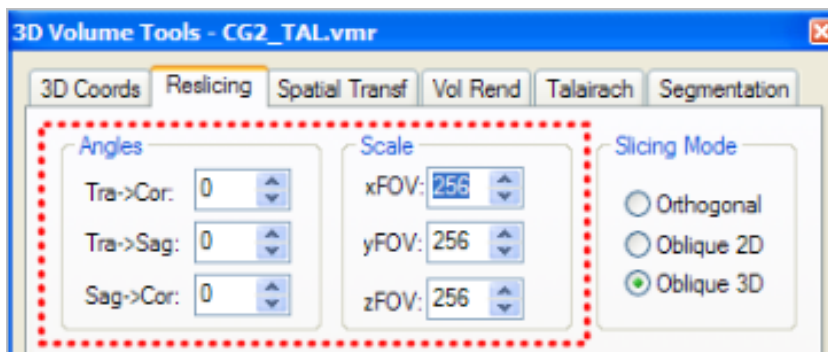 3D Volume Tools - CG2_TAL.vmr
3D Coords Reslicing Spatial Transf Vol Rend Talairach Segmentation
Angles Scale Slicing Mode
Tra->Cor: 0 xFOV: 256 Orthogonal
Tra->Sag: 0 yFOV: 256 Oblique 2D
Sag->Cor: 0 zFOV: 256 Oblique 3D